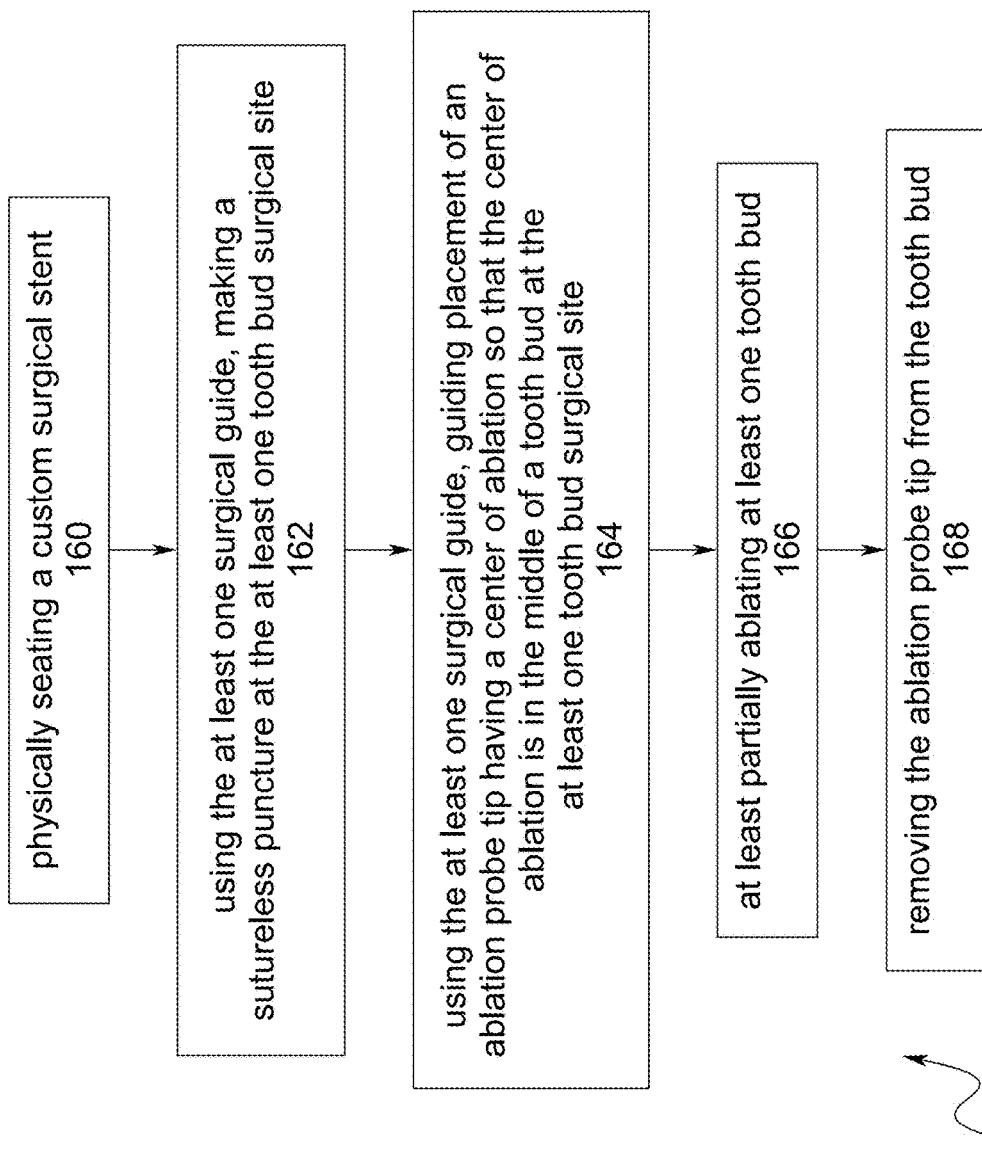 physically seating a custom surgical stent
160
using the at least one surgical guide, making a
sutureless puncture at the at least one tooth bud surgical site
162
using the at least one surgical guide, guiding placement of an
ablation probe tip having a center of ablation so that the center of
ablation is in the middle of a tooth bud at the
at least one tooth bud surgical site
164
at least partially ablating at least one tooth bud
166
removing the ablation probe tip from the tooth bud
168